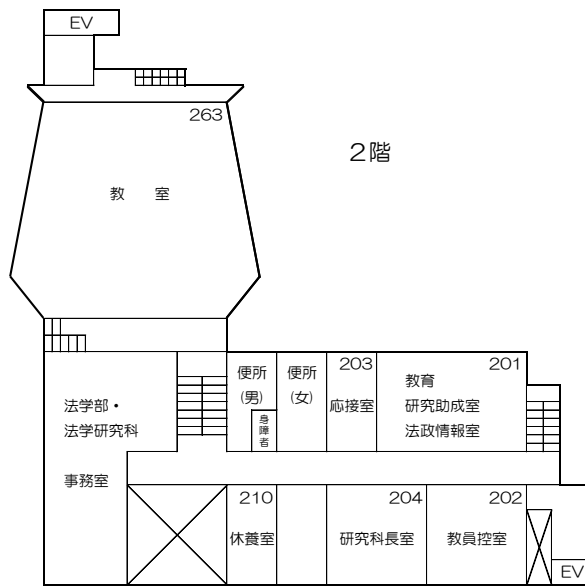 EV
263
2階
教 室
便所
(男)
身障者
便所
(女)
203
応接室
201
教育
研究助成室
法政情報室
法学部・
法学研究科
事務室
210
休養室
204
研究科長室
202
教員控室
EV